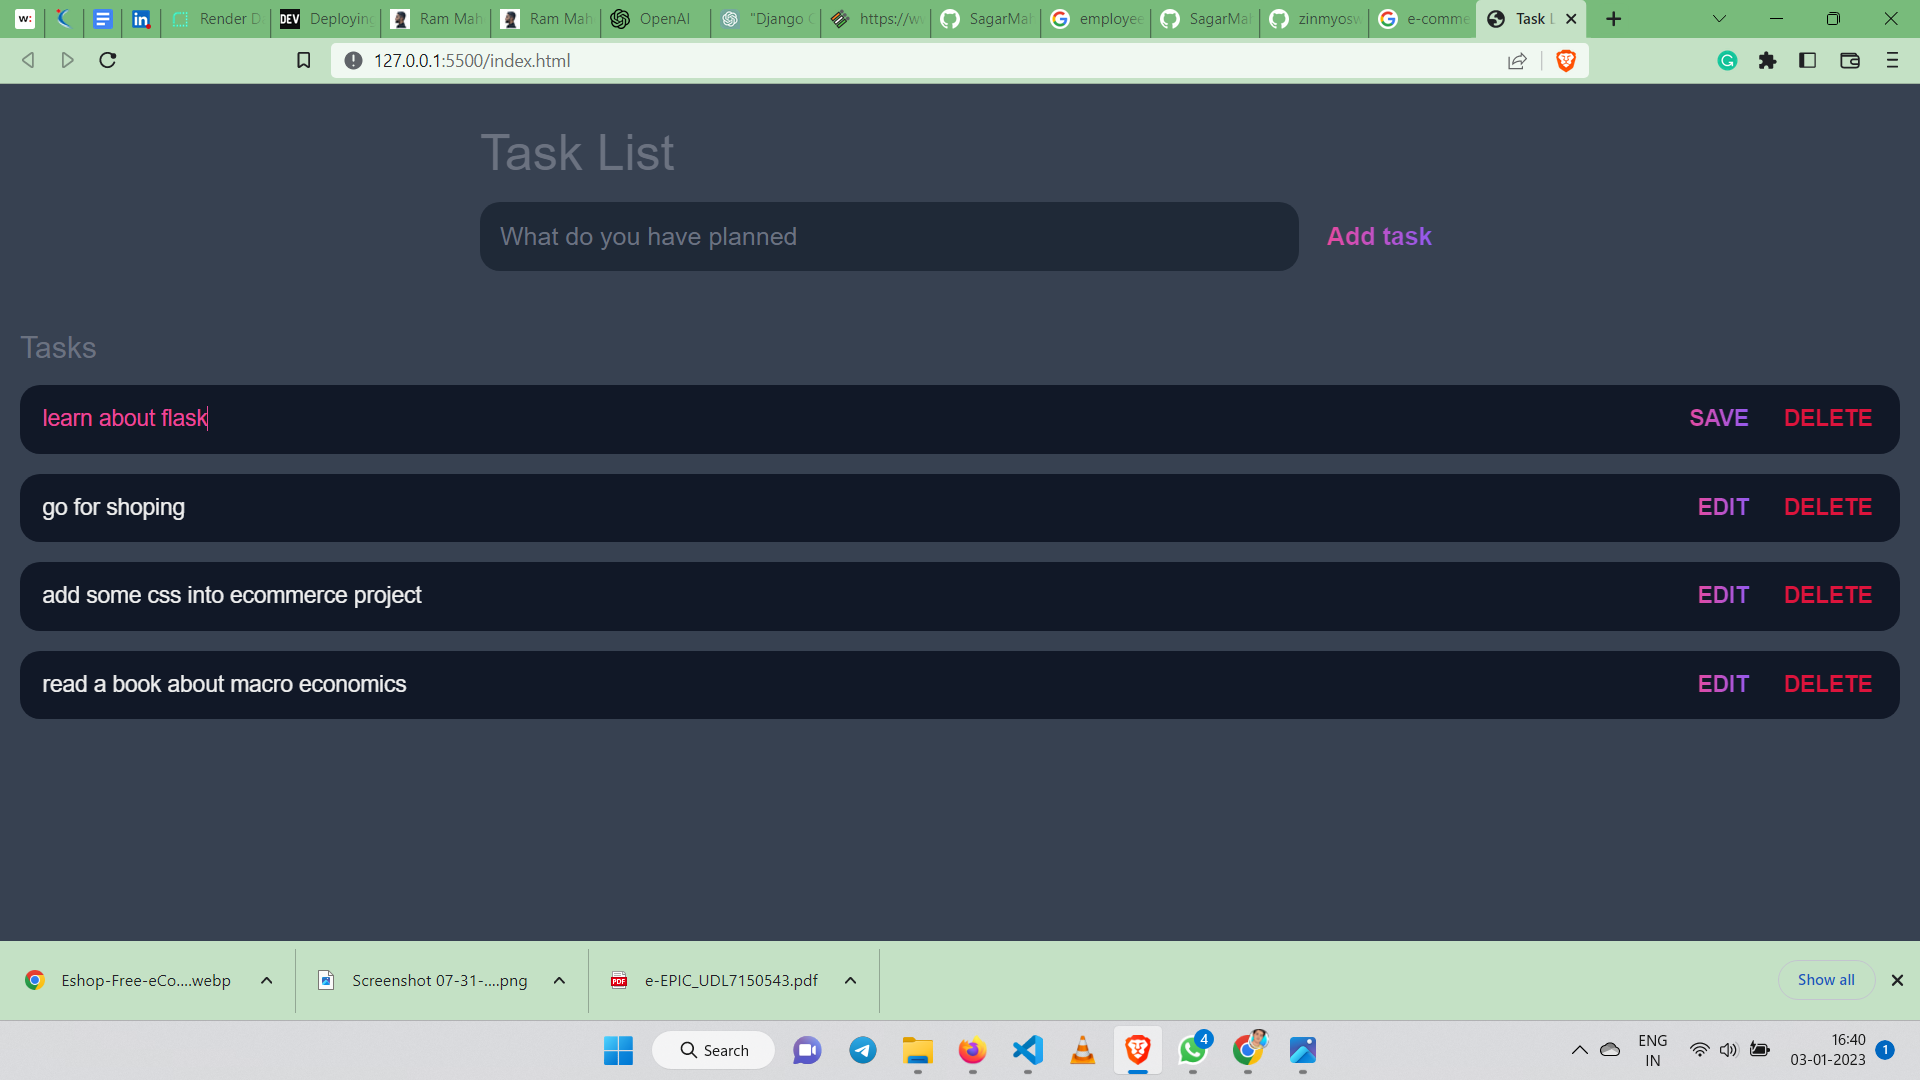 w: Render D DEV Deploying Ram Mah Ram Mah OpenAI "Django C https://w SagarMah employee SagarMah zinmyosw e-comme Task L
127.0.0.1:5500/index.html
Task List
What do you have planned Add task
Tasks
learn about flask SAVE DELETE
go for shoping EDIT DELETE
add some css into ecommerce project EDIT DELETE
read a book about macro economics EDIT DELETE
Eshop-Free-eCo....webp Screenshot 07-31-....png e-EPIC_UDL7150543.pdf Show all
Search 4 ENG 16:40 1
IN 03-01-2023